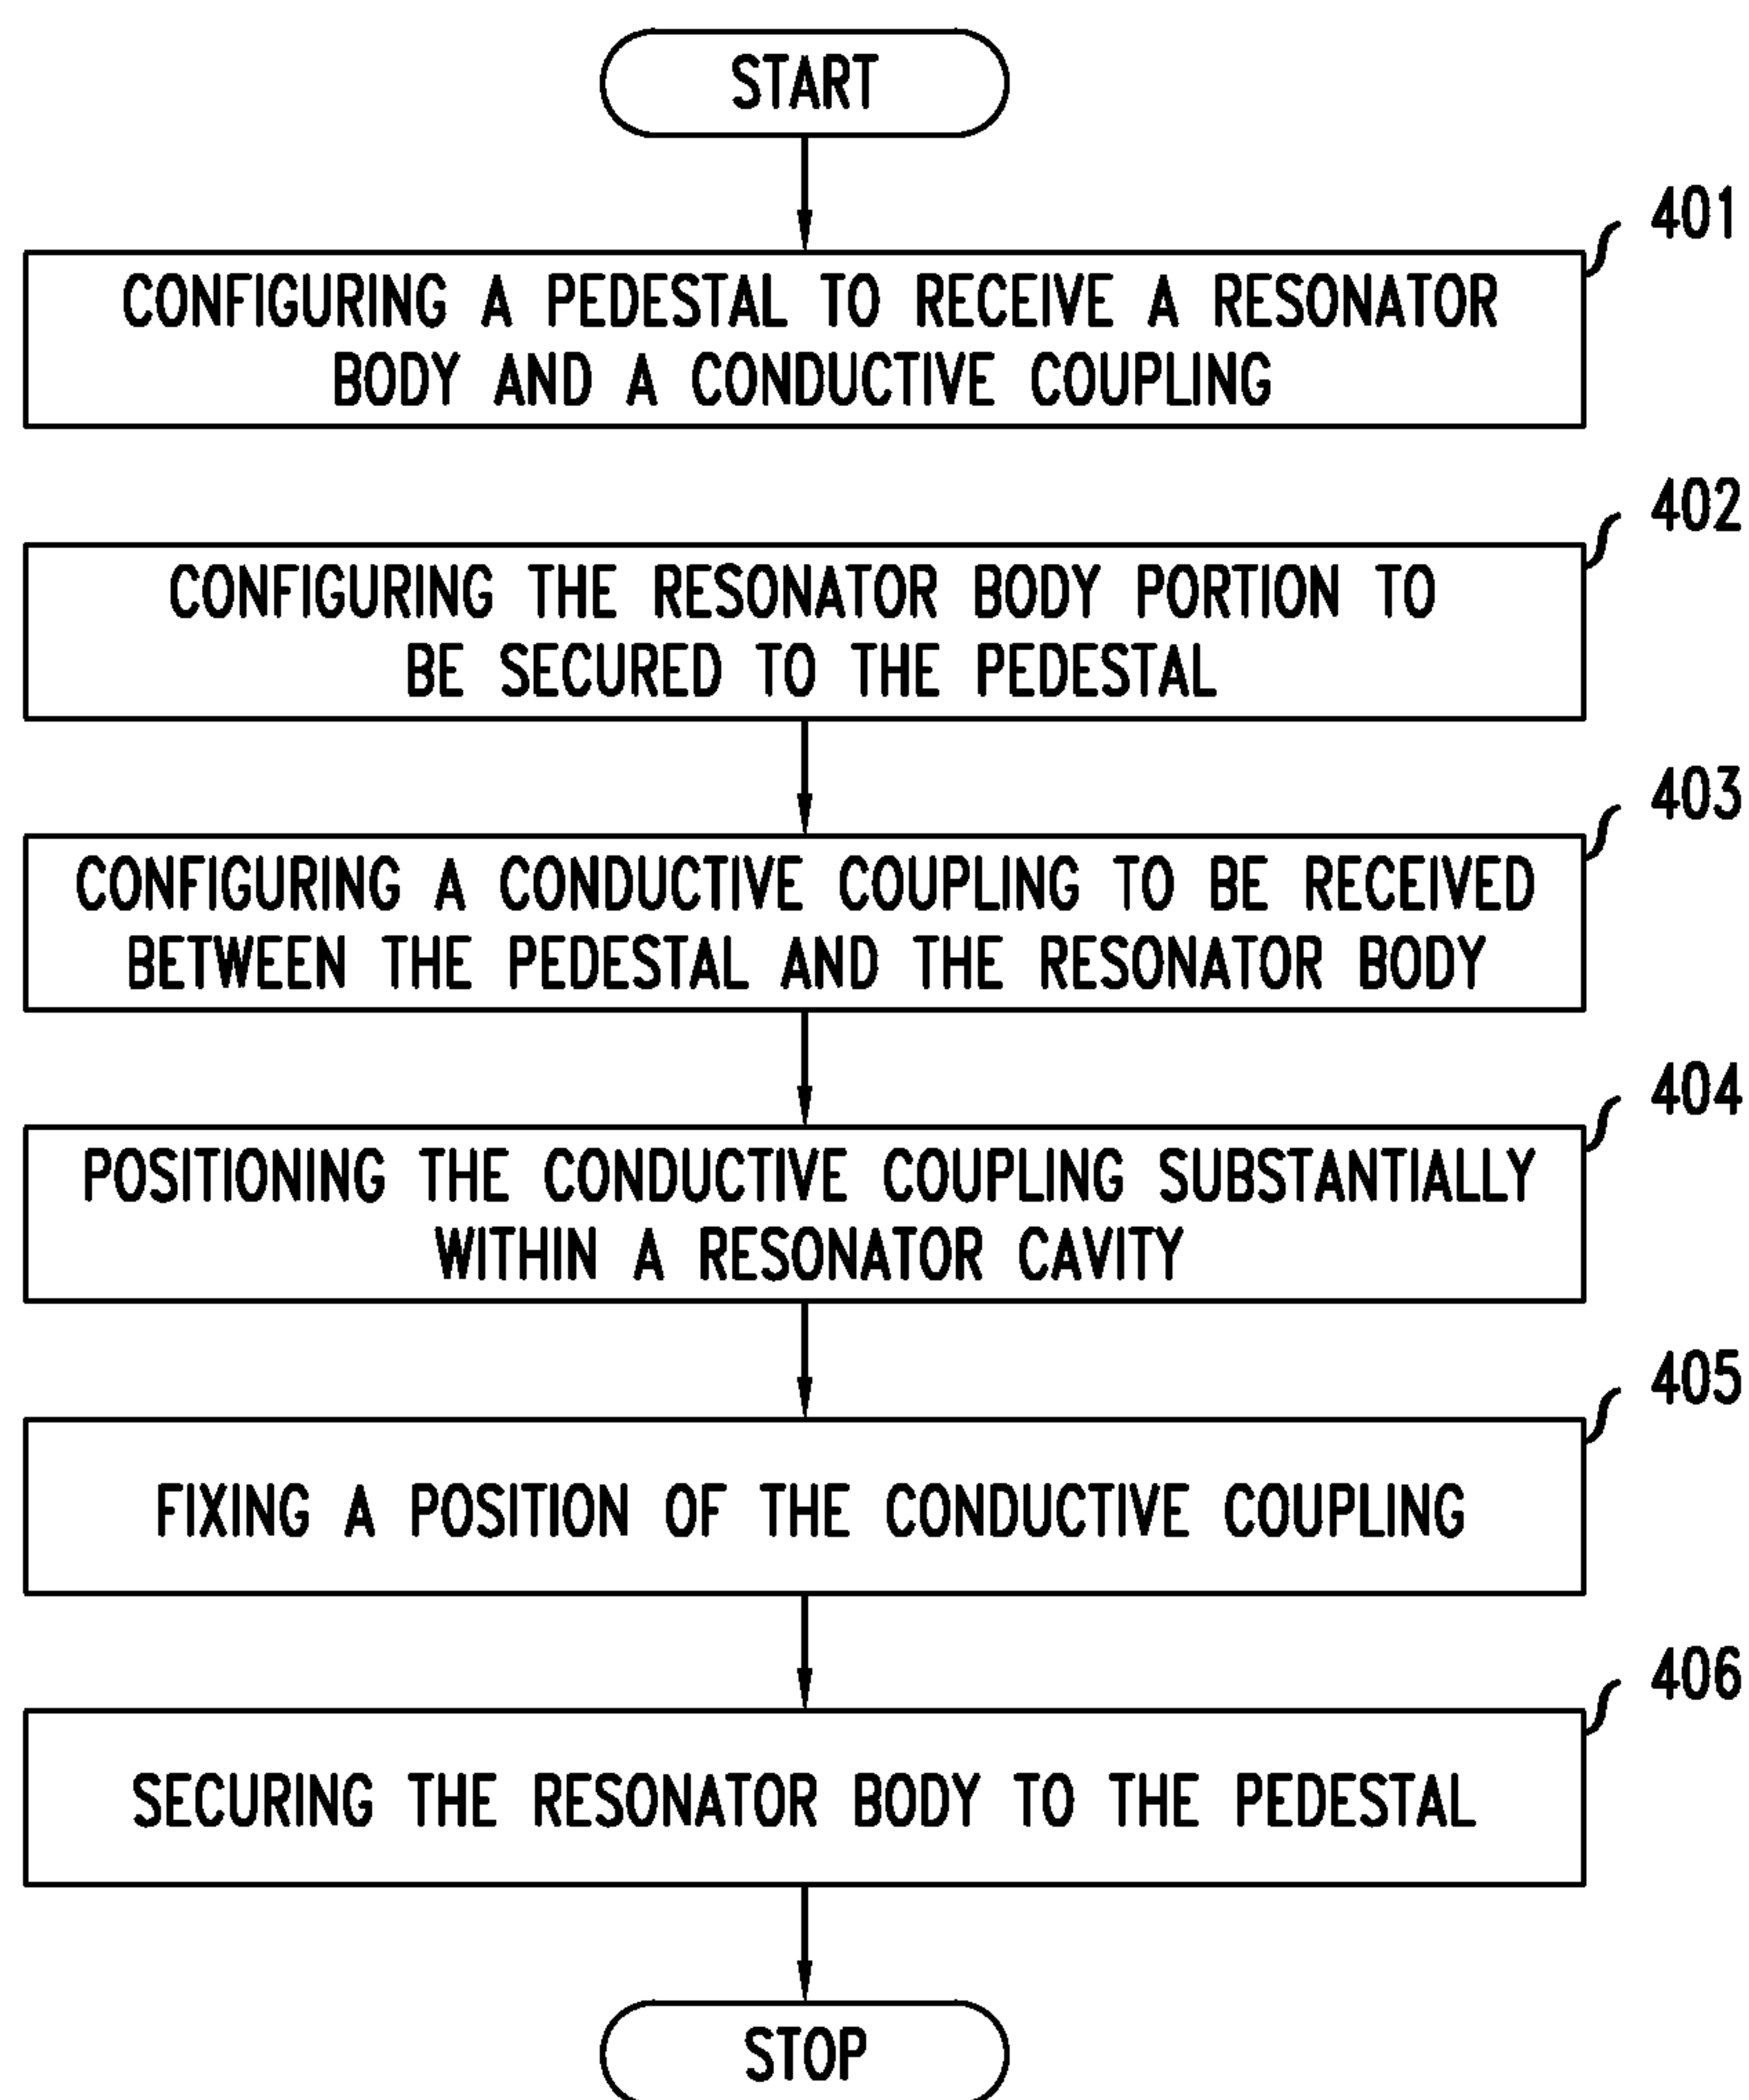 START
401
CONFIGURING A PEDESTAL TO RECEIVE A RESONATOR
BODY AND A CONDUCTIVE COUPLING
402
CONFIGURING THE RESONATOR BODY PORTION TO
BE SECURED TO THE PEDESTAL
403
CONFIGURING A CONDUCTIVE COUPLING TO BE RECEIVED
BETWEEN THE PEDESTAL AND THE RESONATOR BODY
404
POSITIONING THE CONDUCTIVE COUPLING SUBSTANTIALLY
WITHIN A RESONATOR CAVITY
405
FIXING A POSITION OF THE CONDUCTIVE COUPLING
406
SECURING THE RESONATOR BODY TO THE PEDESTAL
STOP